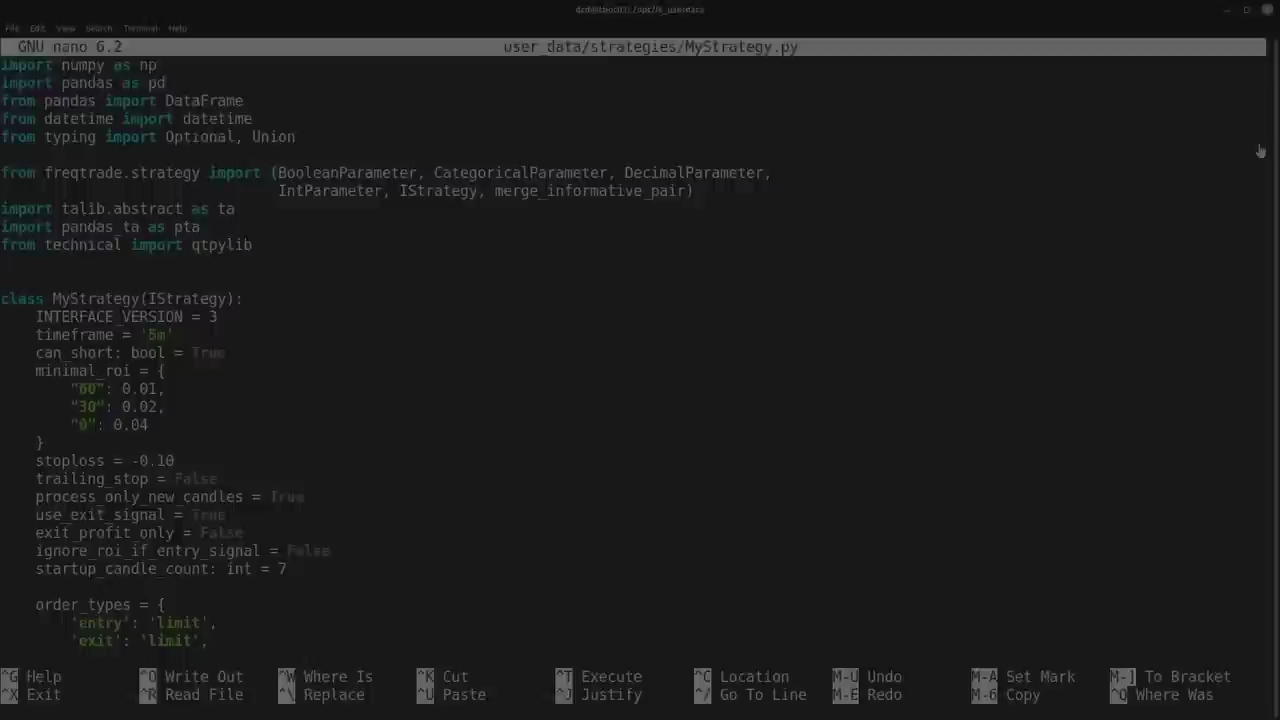 File Edit View Search Terminal Help
GNU nano 6.2 user_data/strategies/MyStrategy.py
import numpy as np
import pandas as pd
from pandas import DataFrame
from datetime import datetime
from typing import Optional, Union
from freqtrade.strategy import (BooleanParameter, CategoricalParameter, DecimalParameter,
IntParameter, IStrategy, merge_informative_pair)
import talib.abstract as ta
import pandas_ta as pta
from technical import qtpylib
class MyStrategy(IStrategy):
INTERFACE_VERSION = 3
timeframe = '5m'
can_short: bool = True
minimal_roi = {
"60": 0.01,
"30": 0.02,
"0": 0.04
}
stoploss = -0.10
trailing_stop = False
process_only_new_candles = True
use_exit_signal = True
exit_profit_only = False
ignore_roi_if_entry_signal = False
startup_candle_count: int = 7
order_types = {
'entry': 'limit',
'exit': 'limit',
^G Help ^O Write Out ^W Where Is ^K Cut ^T Execute ^C Location M-U Undo M-A Set Mark M-] To Bracket
^X Exit ^R Read File ^\ Replace ^U Paste ^J Justify ^/ Go To Line M-E Redo M-6 Copy ^Q Where Was